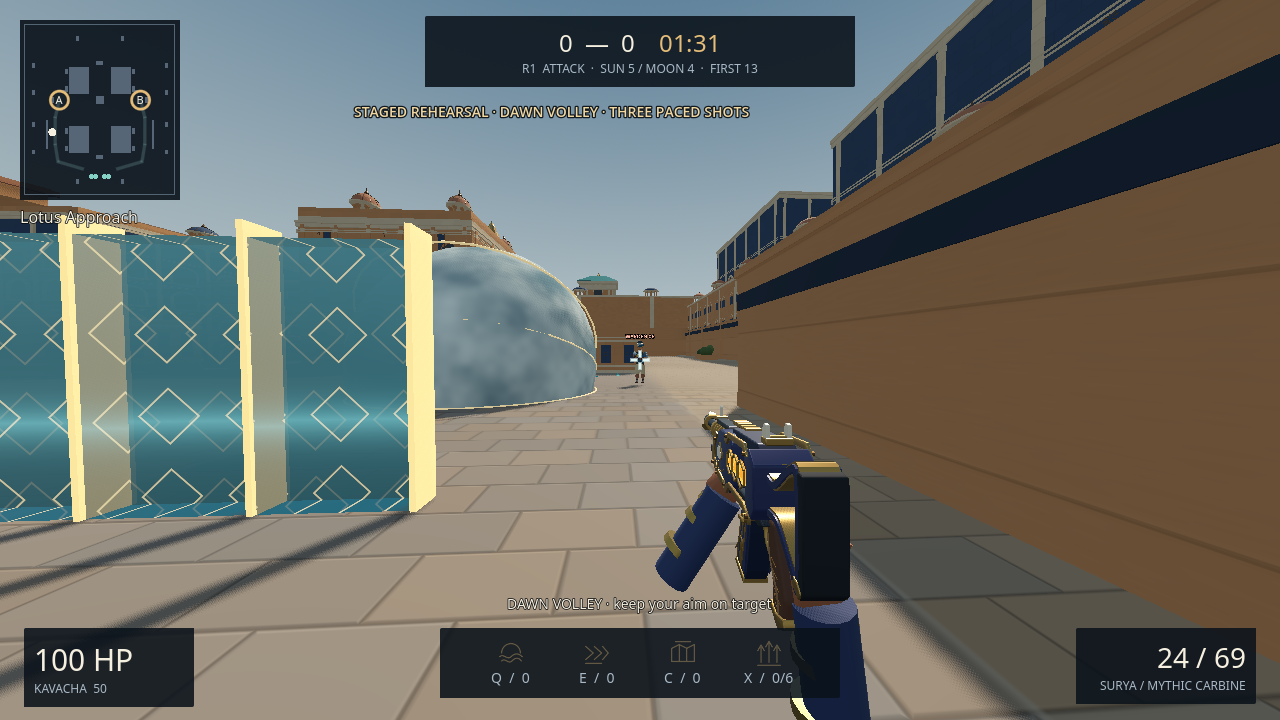 0 — 0 01:31
R1 ATTACK · SUN 5 / MOON 4 · FIRST 13
STAGED REHEARSAL · DAWN VOLLEY · THREE PACED SHOTS
A
B
Lotus Approach
DAWN VOLLEY · keep your aim on target
100 HP
KAVACHA 50
Q / 0
E / 0
C / 0
X / 0/6
24 / 69
SURYA / MYTHIC CARBINE